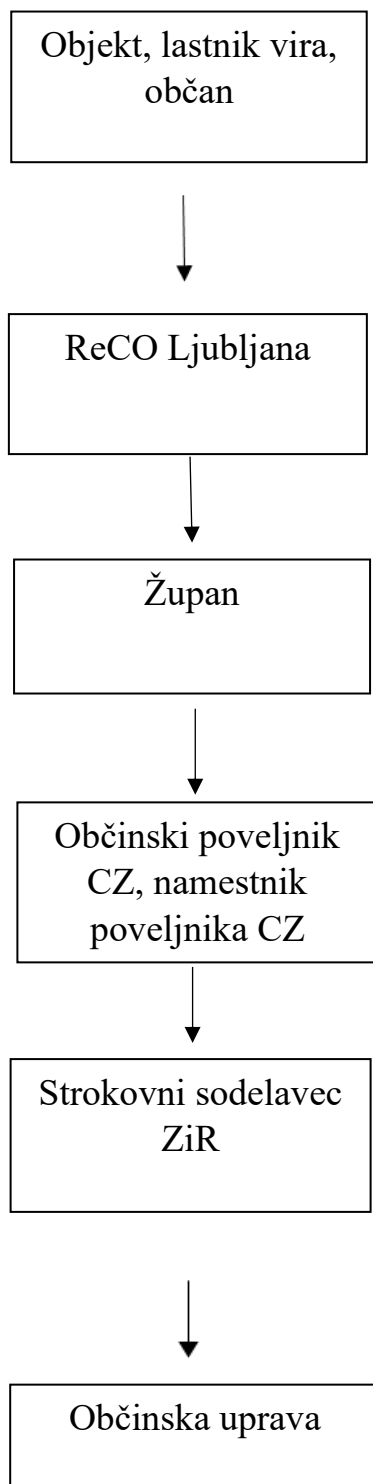 Objekt, lastnik vira,
občan
ReCO Ljubljana
Župan
Občinski poveljnik
CZ, namestnik
poveljnika CZ
Strokovni sodelavec
ZiR
Občinska uprava